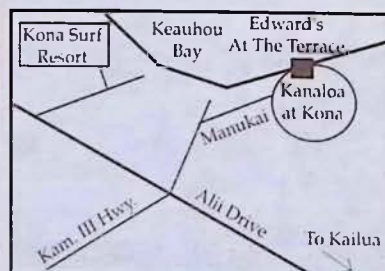 Kona Surf
Resort
Keauhou
Bay
Edward's
At The Terrace
Kanaloa
at Kona
Manukai
Kam. III Hwy.
Alii Drive
To Kailua